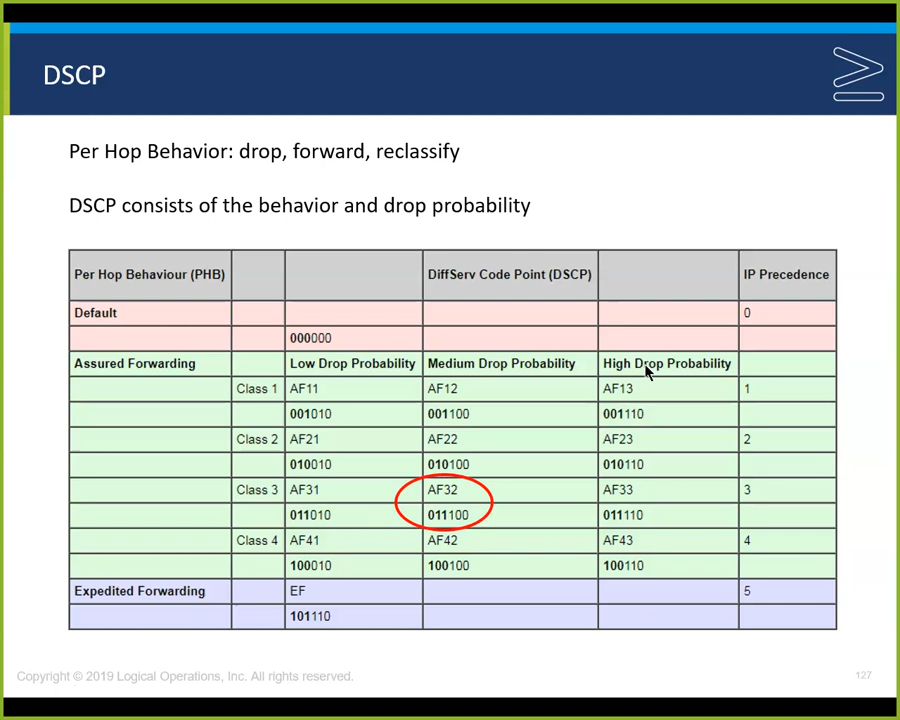 DSCP
Per Hop Behavior: drop, forward, reclassify
DSCP consists of the behavior and drop probability
Per Hop Behaviour (PHB) DiffServ Code Point (DSCP) IP Precedence
Default 0
000000
Assured Forwarding Low Drop Probability Medium Drop Probability High Drop Probability
Class 1 AF11 AF12 AF13 1
001010 001100 001110
Class 2 AF21 AF22 AF23 2
010010 010100 010110
Class 3 AF31 AF32 AF33 3
011010 011100 011110
Class 4 AF41 AF42 AF43 4
100010 100100 100110
Expedited Forwarding EF 5
101110
Copyright © 2019 Logical Operations, Inc. All rights reserved. 127